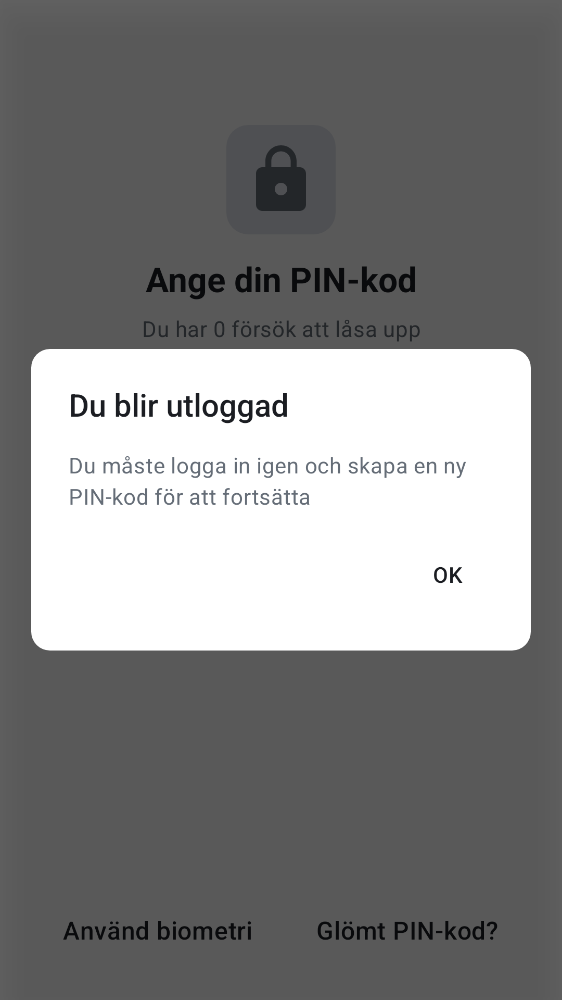 Ange din PIN-kod
Du har 0 försök att låsa upp
Du blir utloggad
Du måste logga in igen och skapa en ny
PIN-kod för att fortsätta
OK
Använd biometri
Glömt PIN-kod?